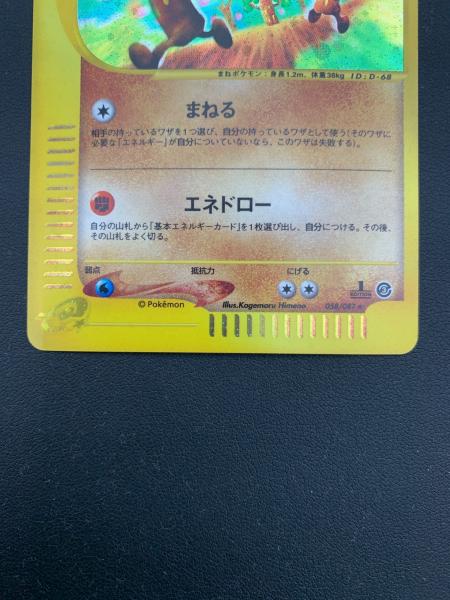 まねポケモン：身長1.2m、体重38kg ID：D-68
まねる
相手の持っているワザを1つ選び、自分の持っているワザとして使う(そのワザに
必要な「エネルギー」が自分についていないなら、このワザは失敗する)。
エネドロー
自分の山札から「基本エネルギーカード」を1枚選び出し、自分につける。その後、
その山札をよく切る。
弱点 抵抗力 にげる
© Pokémon Illus.Kagemaru Himeno
1
EDITION
058/087★